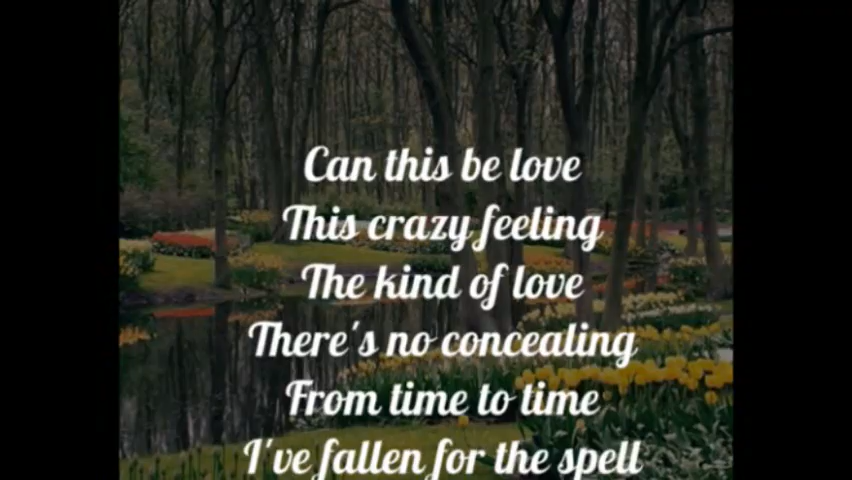 Can this be love
This crazy feeling
The kind of love
There's no concealing
From time to time
I've fallen for the spell